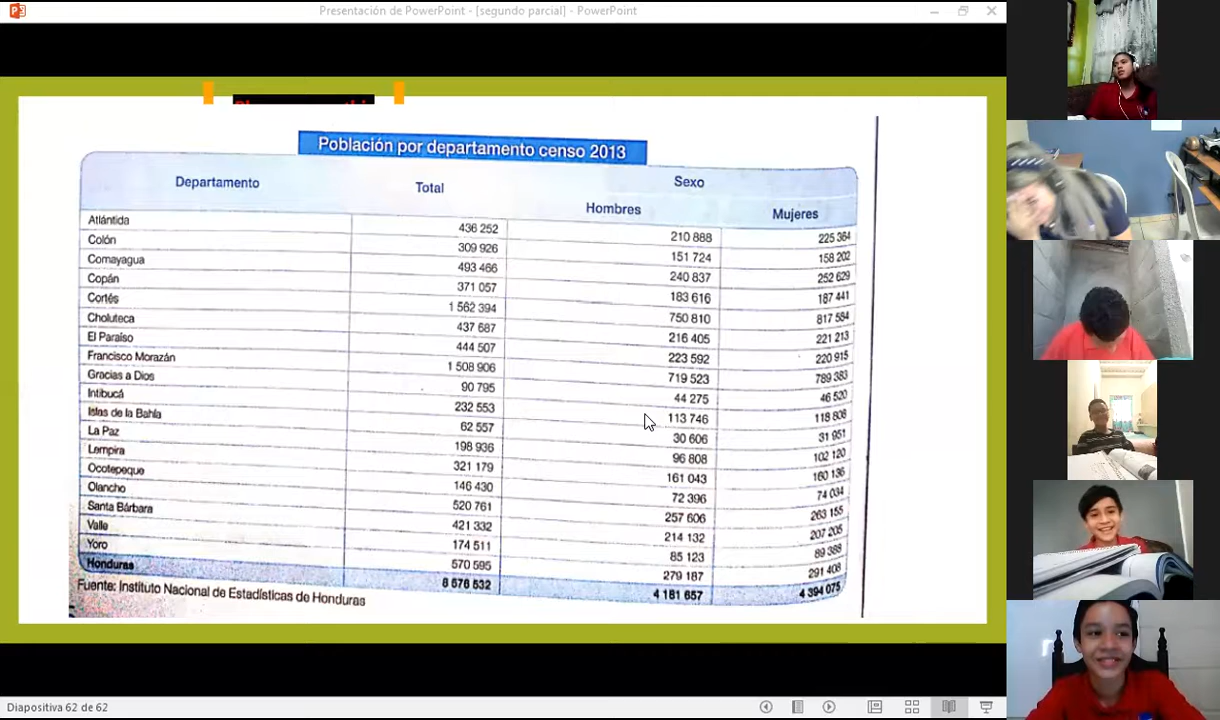 Presentación de PowerPoint - [segundo parcial] - PowerPoint
Población por departamento censo 2013
Departamento Total Sexo
Hombres Mujeres
Atlántida 436 252 210 888 225 364
Colón 309 926 151 724 158 202
Comayagua 493 466 240 837 252 629
Copán 371 057 183 616 187 441
Cortés 1 562 394 750 810 817 584
Choluteca 437 687 216 405 221 213
El Paraíso 444 507 223 592 220 915
Francisco Morazán 1 508 906 719 523 789 383
Gracias a Dios 90 795 44 275 46 520
Intibucá 232 553 113 746 118 808
Islas de la Bahía 62 557 30 606 31 951
La Paz 198 936 96 808 102 120
Lempira 321 179 161 043 160 136
Ocotepeque 146 430 72 396 74 034
Olancho 520 761 257 606 263 155
Santa Bárbara 421 332 214 132 207 205
Valle 174 511 85 123 89 388
Yoro 570 595 279 187 291 408
Honduras 8 576 532 4 181 657 4 394 075
Fuente: Instituto Nacional de Estadísticas de Honduras
Diapositiva 62 de 62